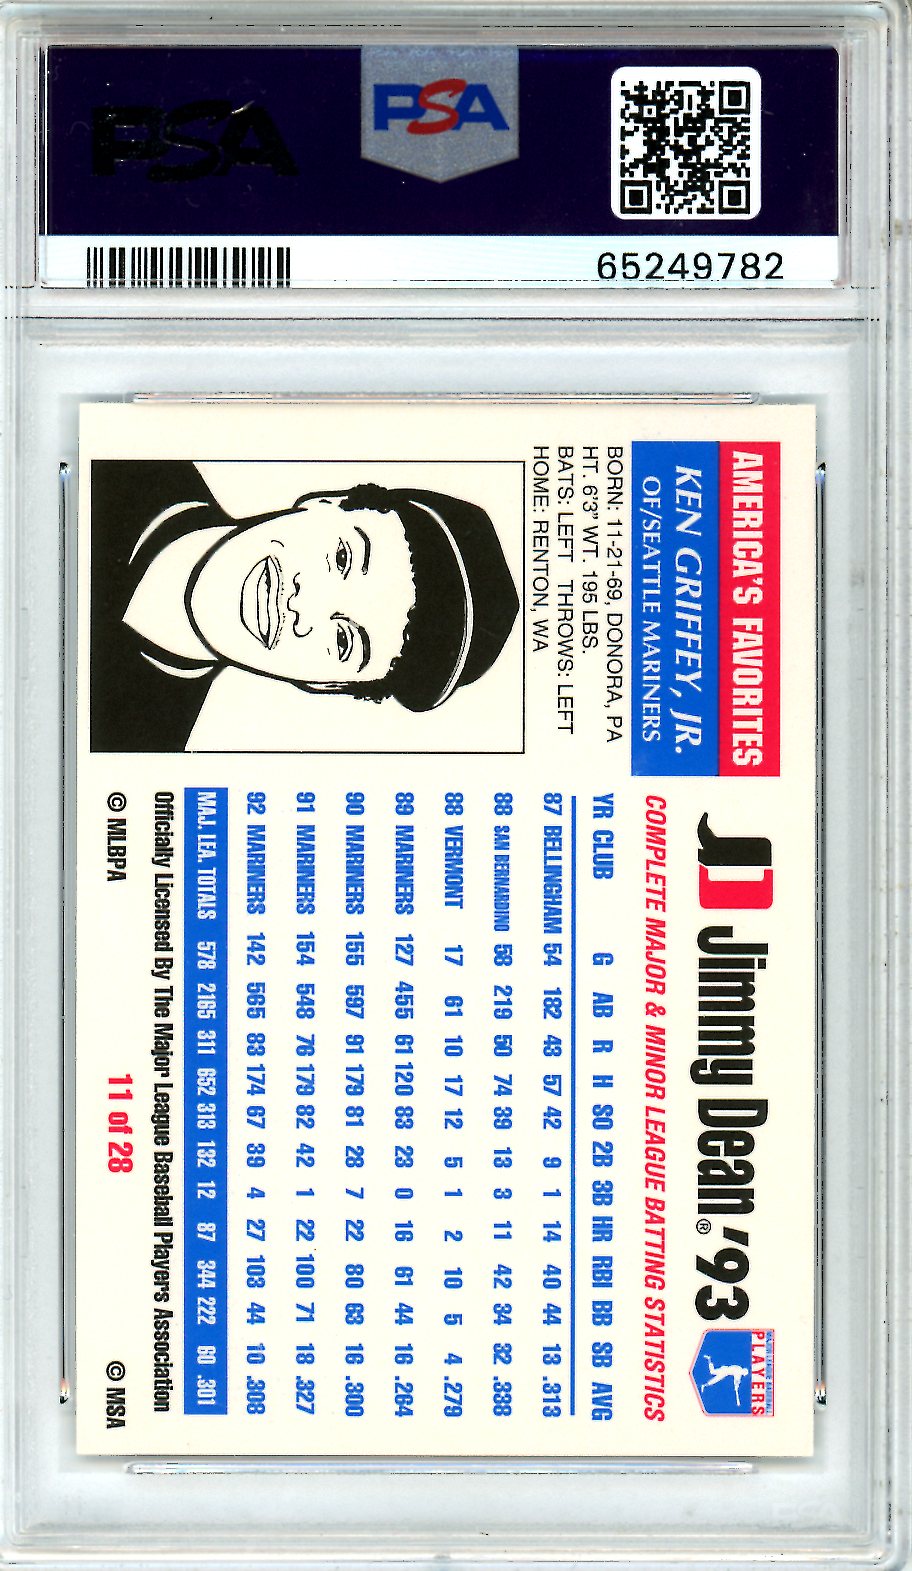 PSA
PSA
65249782
AMERICA'S FAVORITES
KEN GRIFFEY, JR.
OF/SEATTLE MARINERS
BORN: 11-21-69, DONORA, PA
HT. 6'3" WT. 195 LBS.
BATS: LEFT THROWS: LEFT
HOME: RENTON, WA
Jimmy Dean® '93
MAJOR LEAGUE BASEBALL
PLAYERS
COMPLETE MAJOR & MINOR LEAGUE BATTING STATISTICS
YR CLUB G AB R H SO 2B 3B HR RBI BB SB AVG
87 BELLINGHAM 54 182 43 57 42 9 1 14 40 44 13 .313
88 SAN BERNARDINO 58 219 50 74 39 13 3 11 42 34 32 .338
88 VERMONT 17 61 10 17 12 5 1 2 10 5 4 .279
89 MARINERS 127 455 61 120 83 23 0 16 61 44 16 .264
90 MARINERS 155 597 91 179 81 28 7 22 80 63 16 .300
91 MARINERS 154 548 76 179 82 42 1 22 100 71 18 .327
92 MARINERS 142 565 83 174 67 39 4 27 103 44 10 .308
MAJ. LEA. TOTALS 578 2165 311 652 313 132 12 87 344 222 60 .301
Officially Licensed By The Major League Baseball Players Association
© MLBPA 11 of 28 © MSA